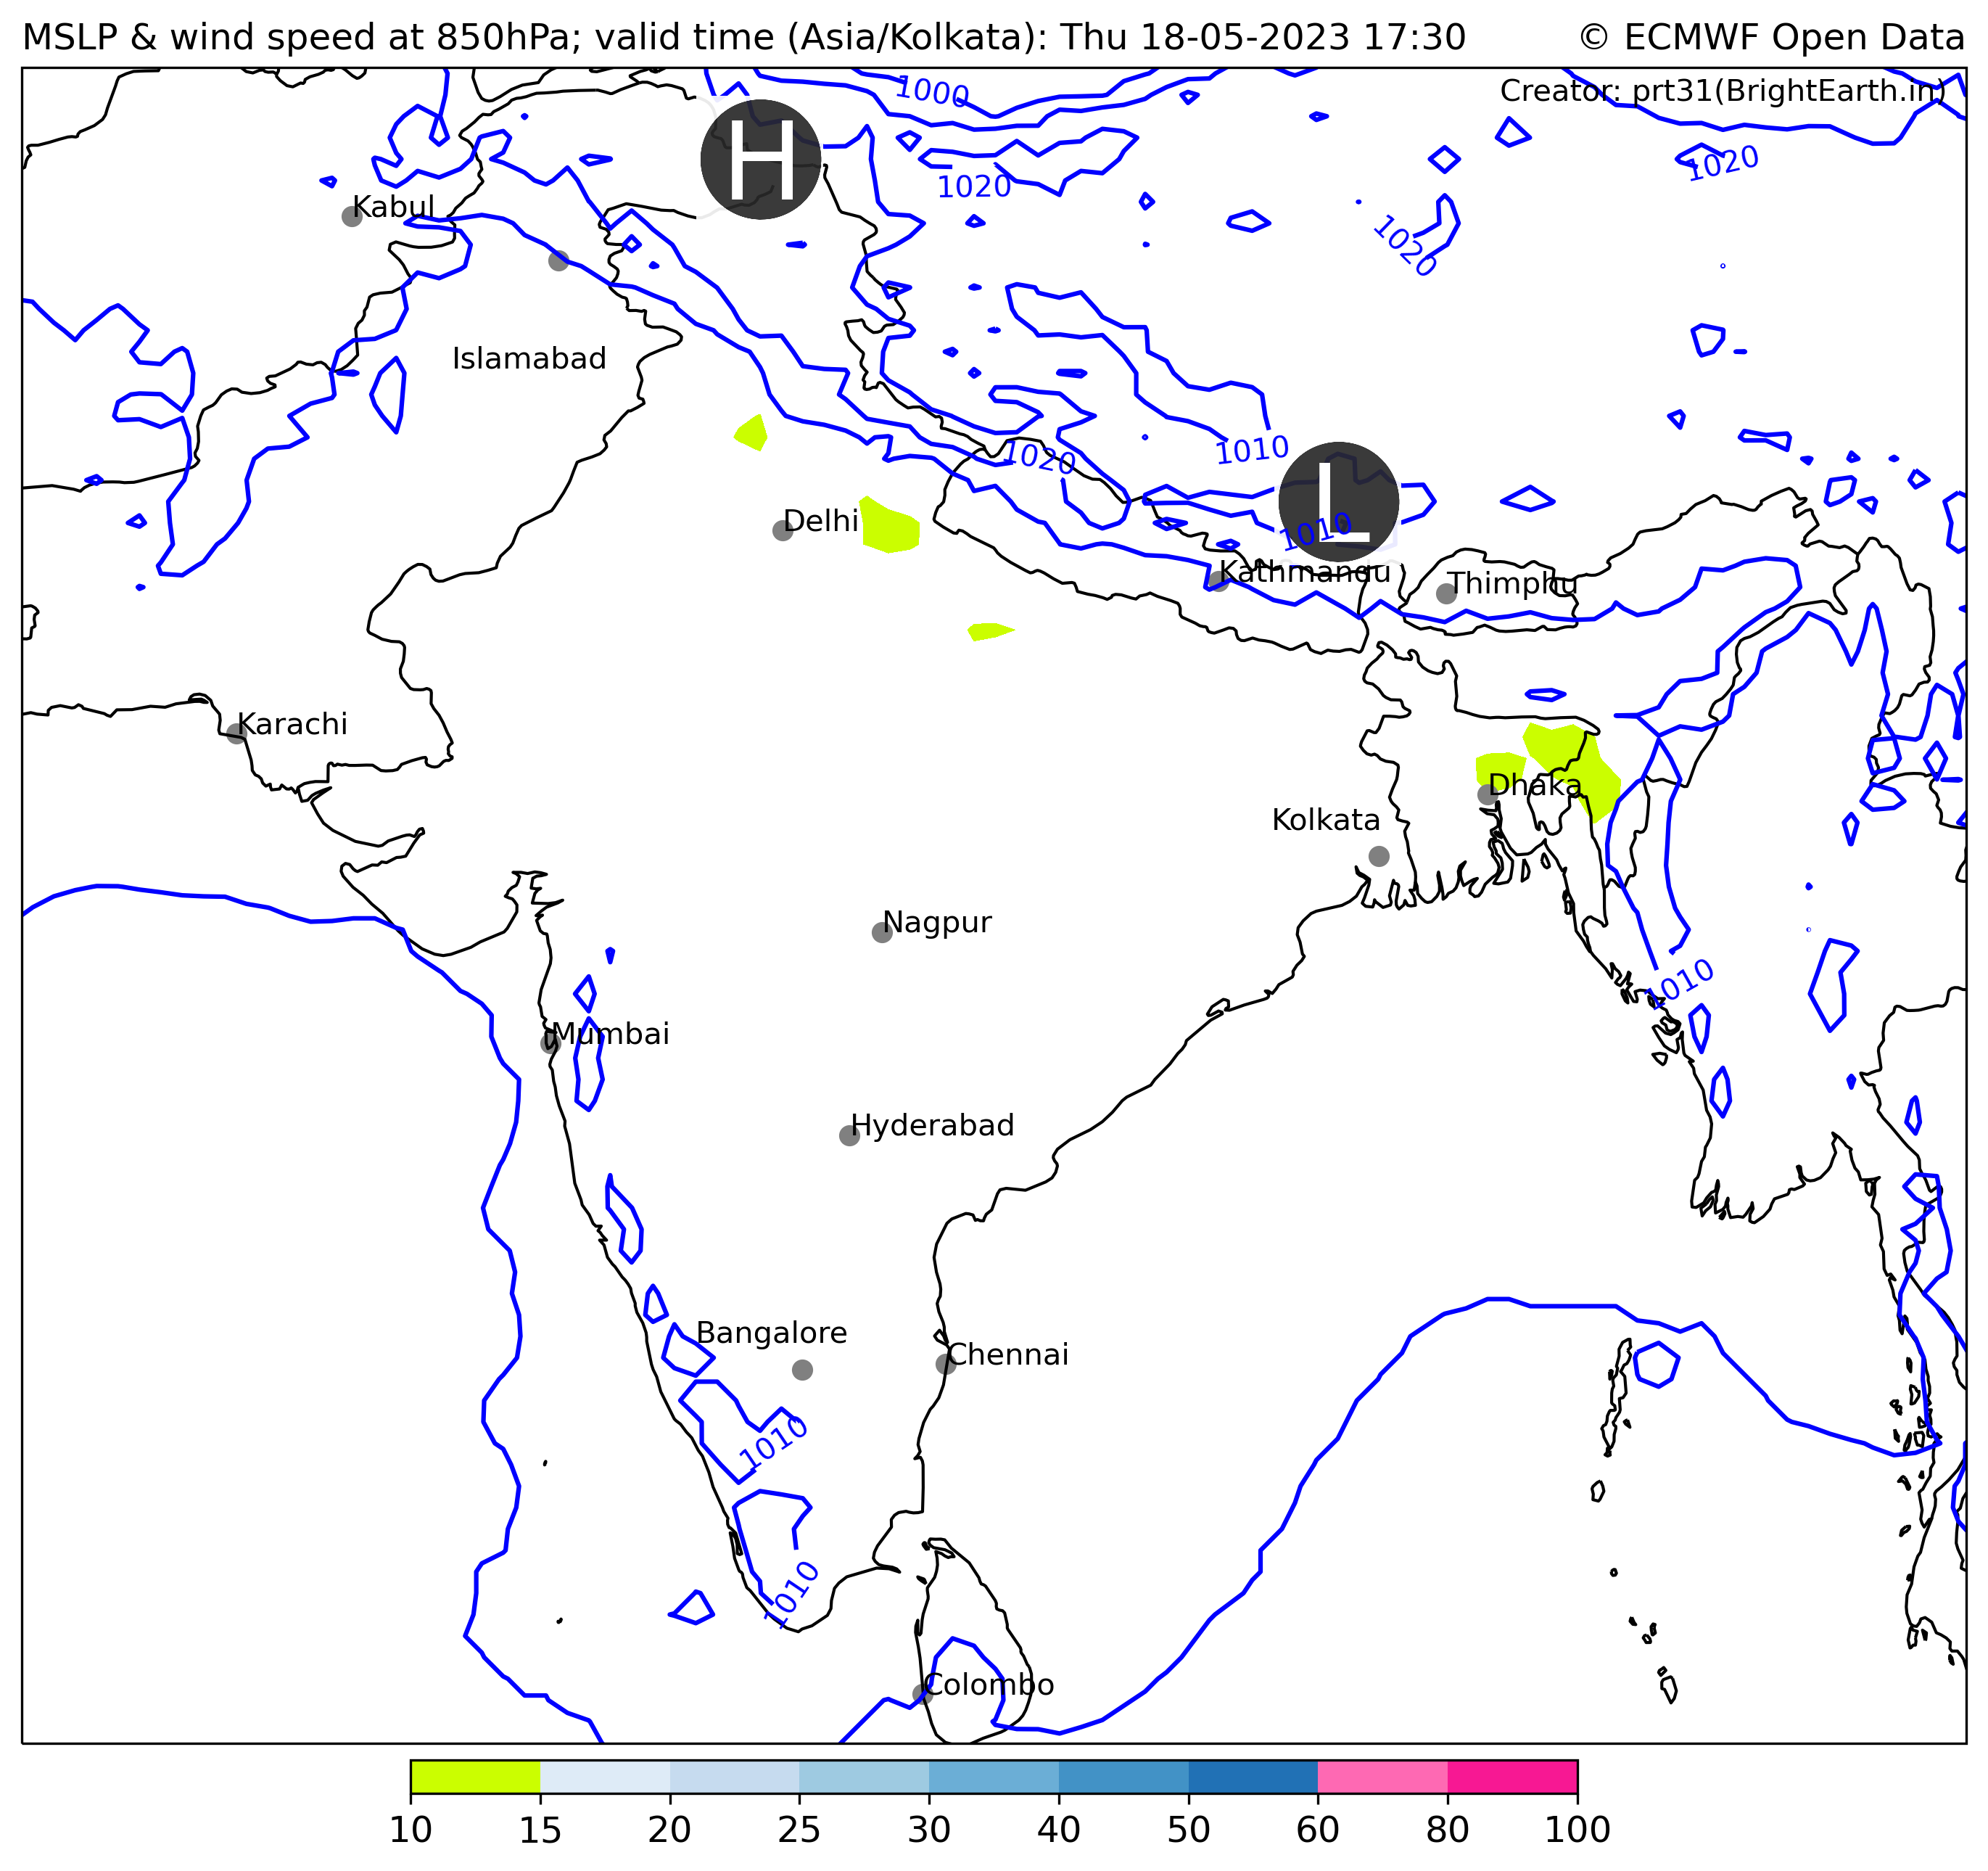 MSLP & wind speed at 850hPa; valid time (Asia/Kolkata): Thu 18-05-2023 17:30 © ECMWF Open Data
Creator: prt31(BrightEarth.in)
1000
H
1020
1020
1020
Kabul
Islamabad
1010
1020
L
1010
Delhi
Kathmandu
Thimphu
Karachi
Dhaka
Kolkata
Nagpur
1010
Mumbai
Hyderabad
Bangalore
Chennai
1010
1010
Colombo
10 15 20 25 30 40 50 60 80 100